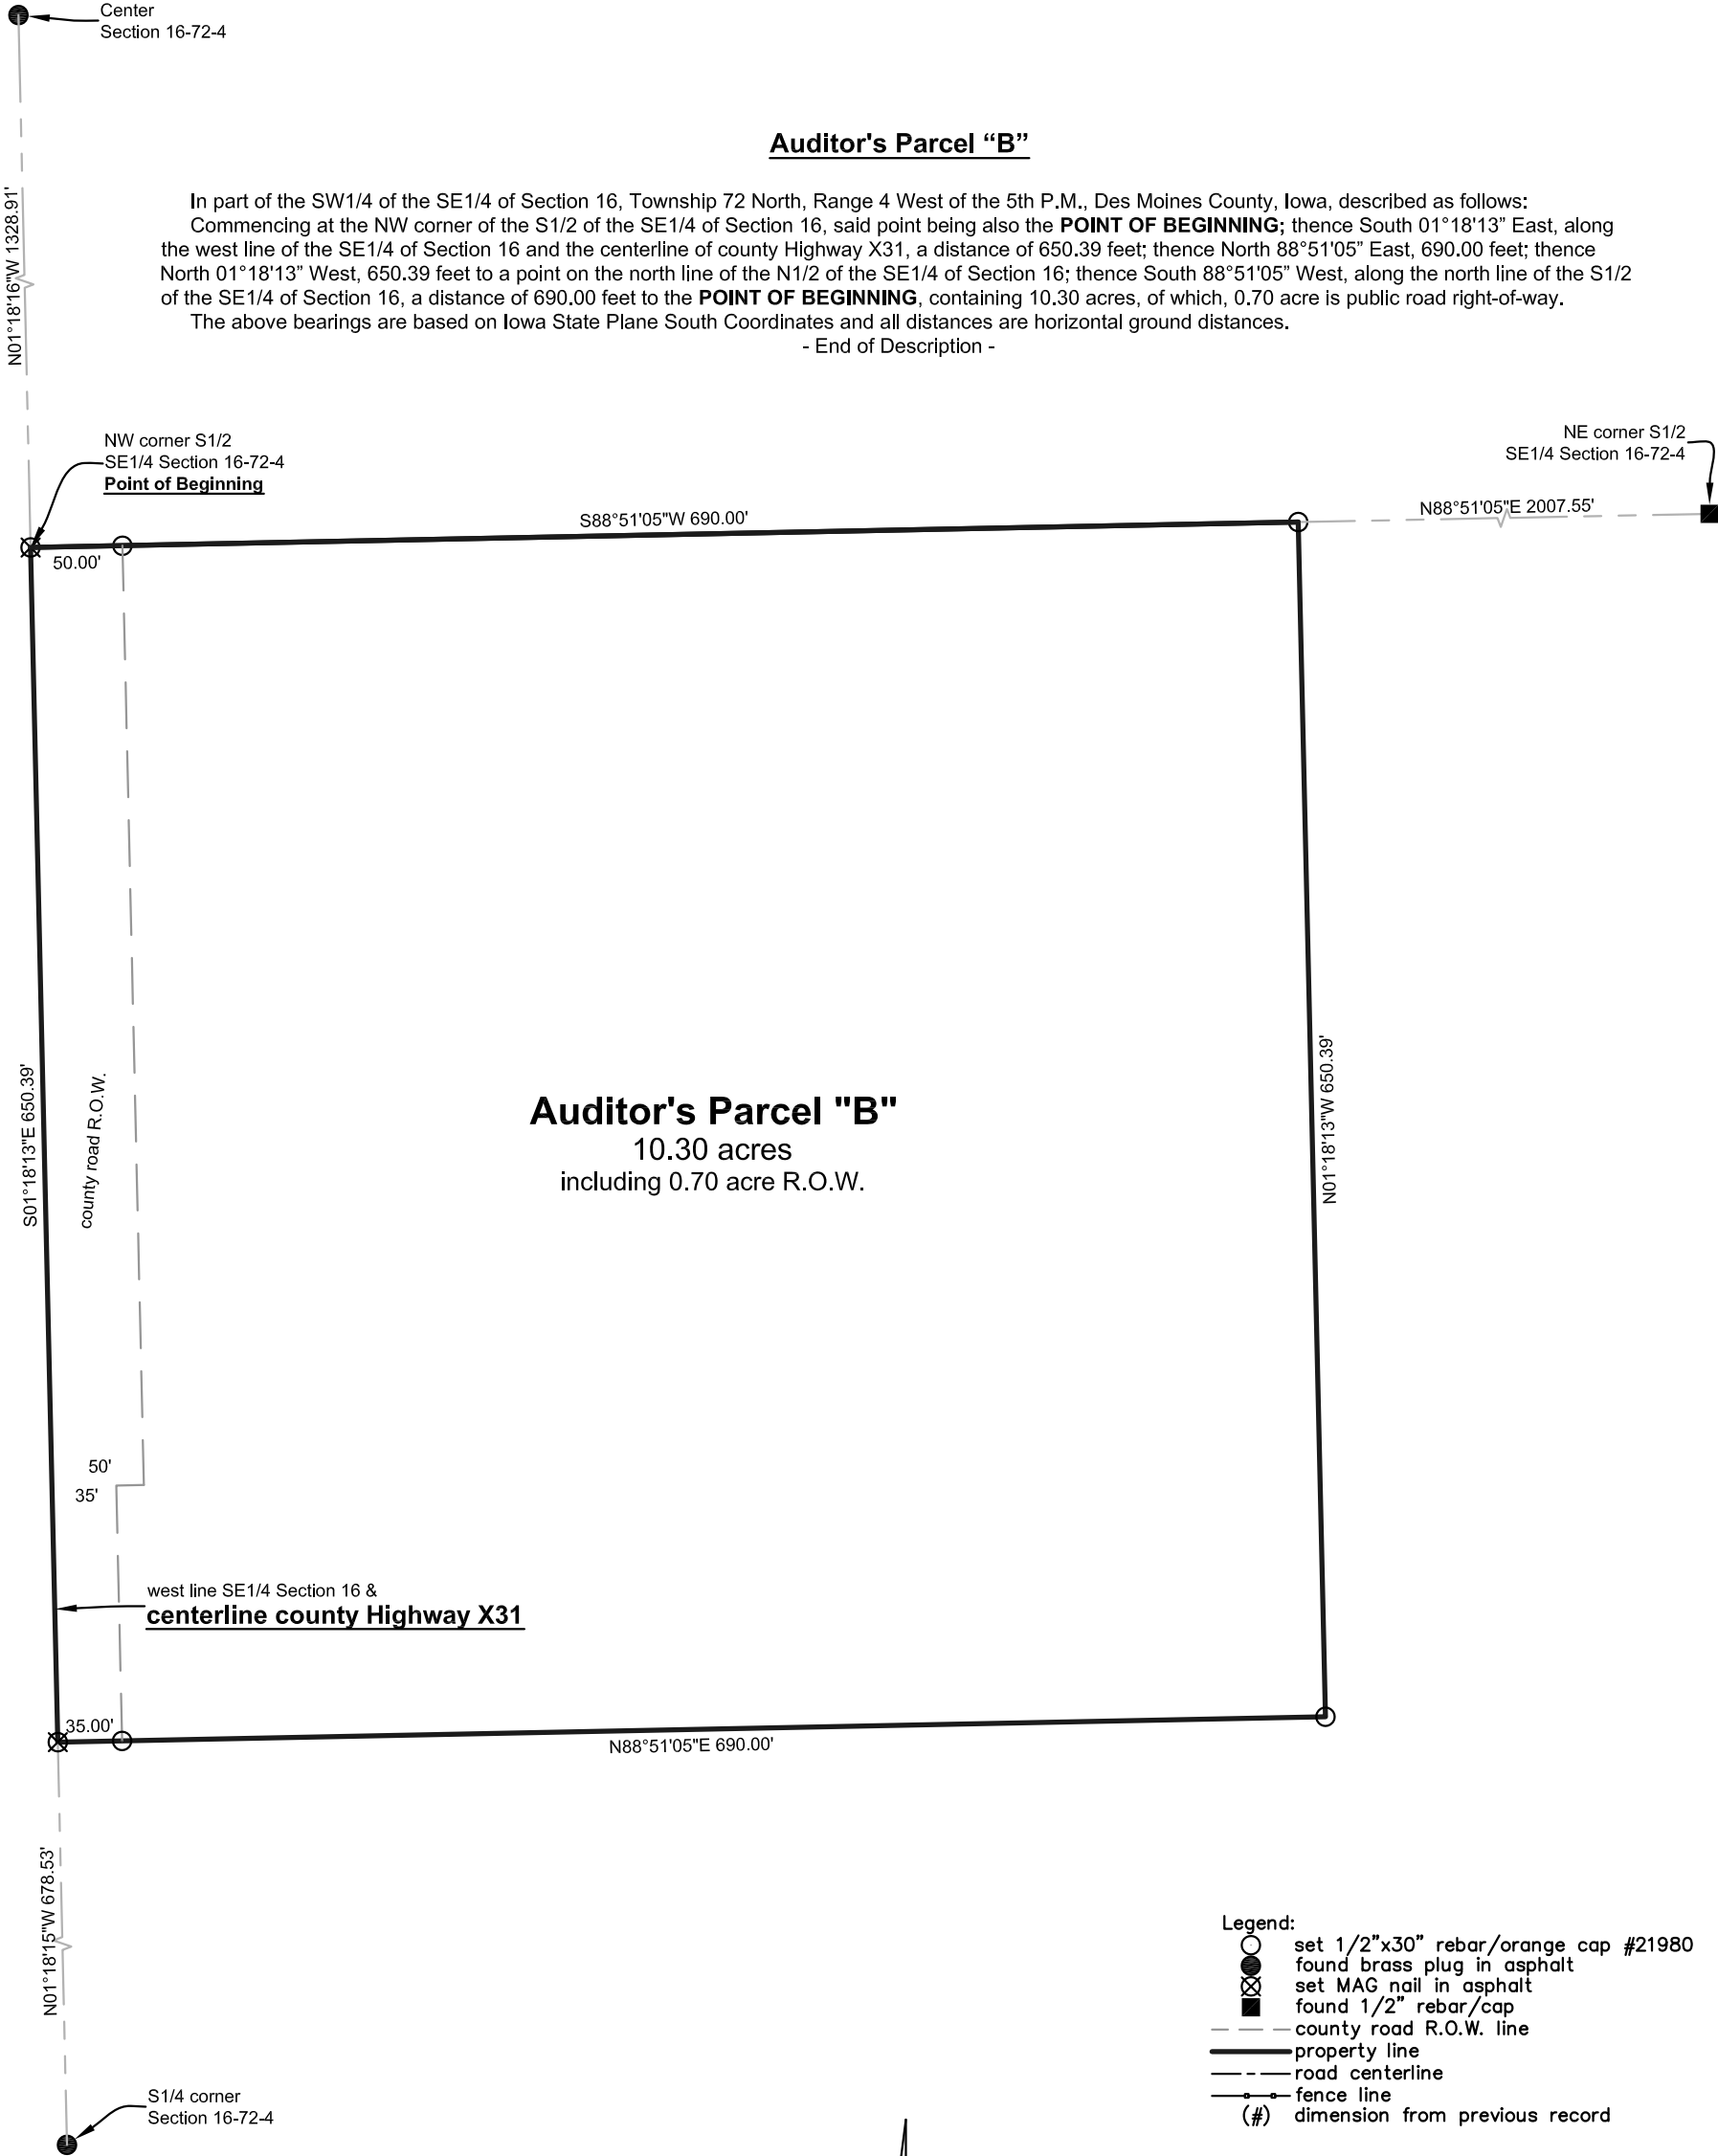 Center
Section 16-72-4
N01°18'16"W 1328.91'
Auditor's Parcel “B”
In part of the SW1/4 of the SE1/4 of Section 16, Township 72 North, Range 4 West of the 5th P.M., Des Moines County, Iowa, described as follows:
Commencing at the NW corner of the S1/2 of the SE1/4 of Section 16, said point being also the POINT OF BEGINNING; thence South 01°18'13” East, along
the west line of the SE1/4 of Section 16 and the centerline of county Highway X31, a distance of 650.39 feet; thence North 88°51'05” East, 690.00 feet; thence
North 01°18'13” West, 650.39 feet to a point on the north line of the N1/2 of the SE1/4 of Section 16; thence South 88°51'05” West, along the north line of the S1/2
of the SE1/4 of Section 16, a distance of 690.00 feet to the POINT OF BEGINNING, containing 10.30 acres, of which, 0.70 acre is public road right-of-way.
The above bearings are based on Iowa State Plane South Coordinates and all distances are horizontal ground distances.
- End of Description -
NW corner S1/2
SE1/4 Section 16-72-4
Point of Beginning
NE corner S1/2
SE1/4 Section 16-72-4
S88°51'05"W 690.00'
N88°51'05"E 2007.55'
50.00'
S01°18'13"E 650.39'
county road R.O.W.
Auditor's Parcel "B"
10.30 acres
including 0.70 acre R.O.W.
N01°18'13"W 650.39'
50'
35'
west line SE1/4 Section 16 &
centerline county Highway X31
35.00'
N88°51'05"E 690.00'
N01°18'15"W 678.53'
S1/4 corner
Section 16-72-4
Legend:
set 1/2”x30” rebar/orange cap #21980
found brass plug in asphalt
set MAG nail in asphalt
found 1/2” rebar/cap
county road R.O.W. line
property line
road centerline
fence line
(#) dimension from previous record